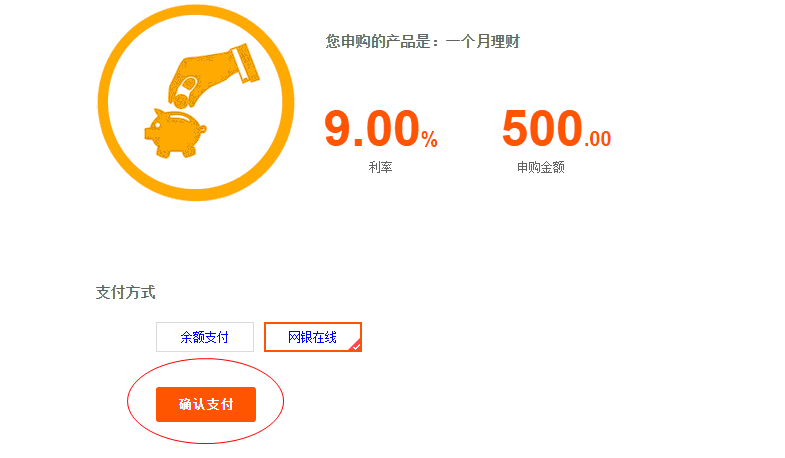 您申购的产品是：一个月理财
9.00% 500.00
利率 申购金额
支付方式
余额支付 网银在线
确认支付